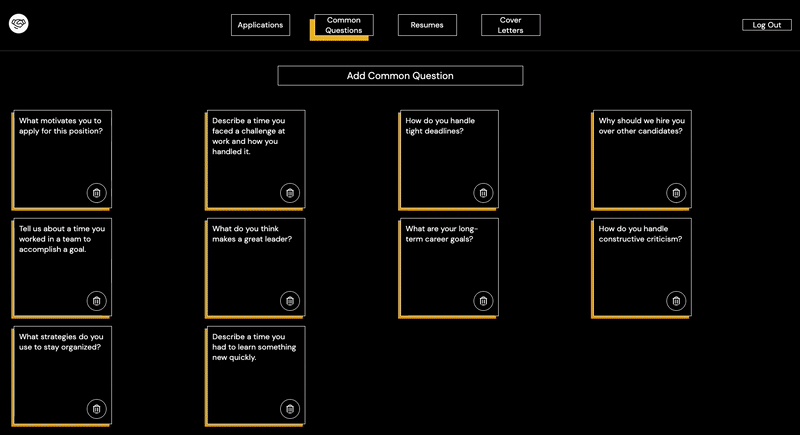 Applications
Common
Questions
Resumes
Cover
Letters
Log Out
Add Common Question
What motivates you to
apply for this position?
Describe a time you
faced a challenge at
work and how you
handled it.
How do you handle
tight deadlines?
Why should we hire you
over other candidates?
Tell us about a time you
worked in a team to
accomplish a goal.
What do you think
makes a great leader?
What are your long-
term career goals?
How do you handle
constructive criticism?
What strategies do you
use to stay organized?
Describe a time you
had to learn something
new quickly.